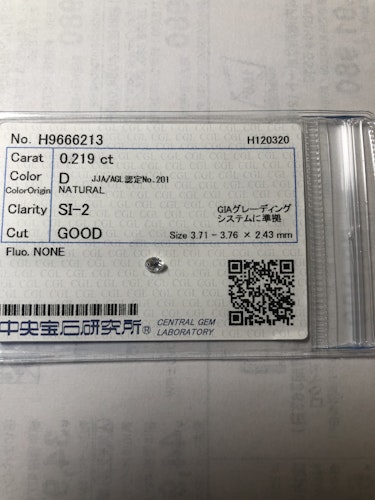 No. H9666213 H120320
Carat 0.219 ct
Color D JJA/AGL認定No.201
ColorOrigin NATURAL
Clarity SI-2 GIAグレーディング
システムに準拠
Cut GOOD Size 3.71 - 3.76 × 2.43 mm
Fluo. NONE
中央宝石研究所® CENTRAL GEM
LABORATORY